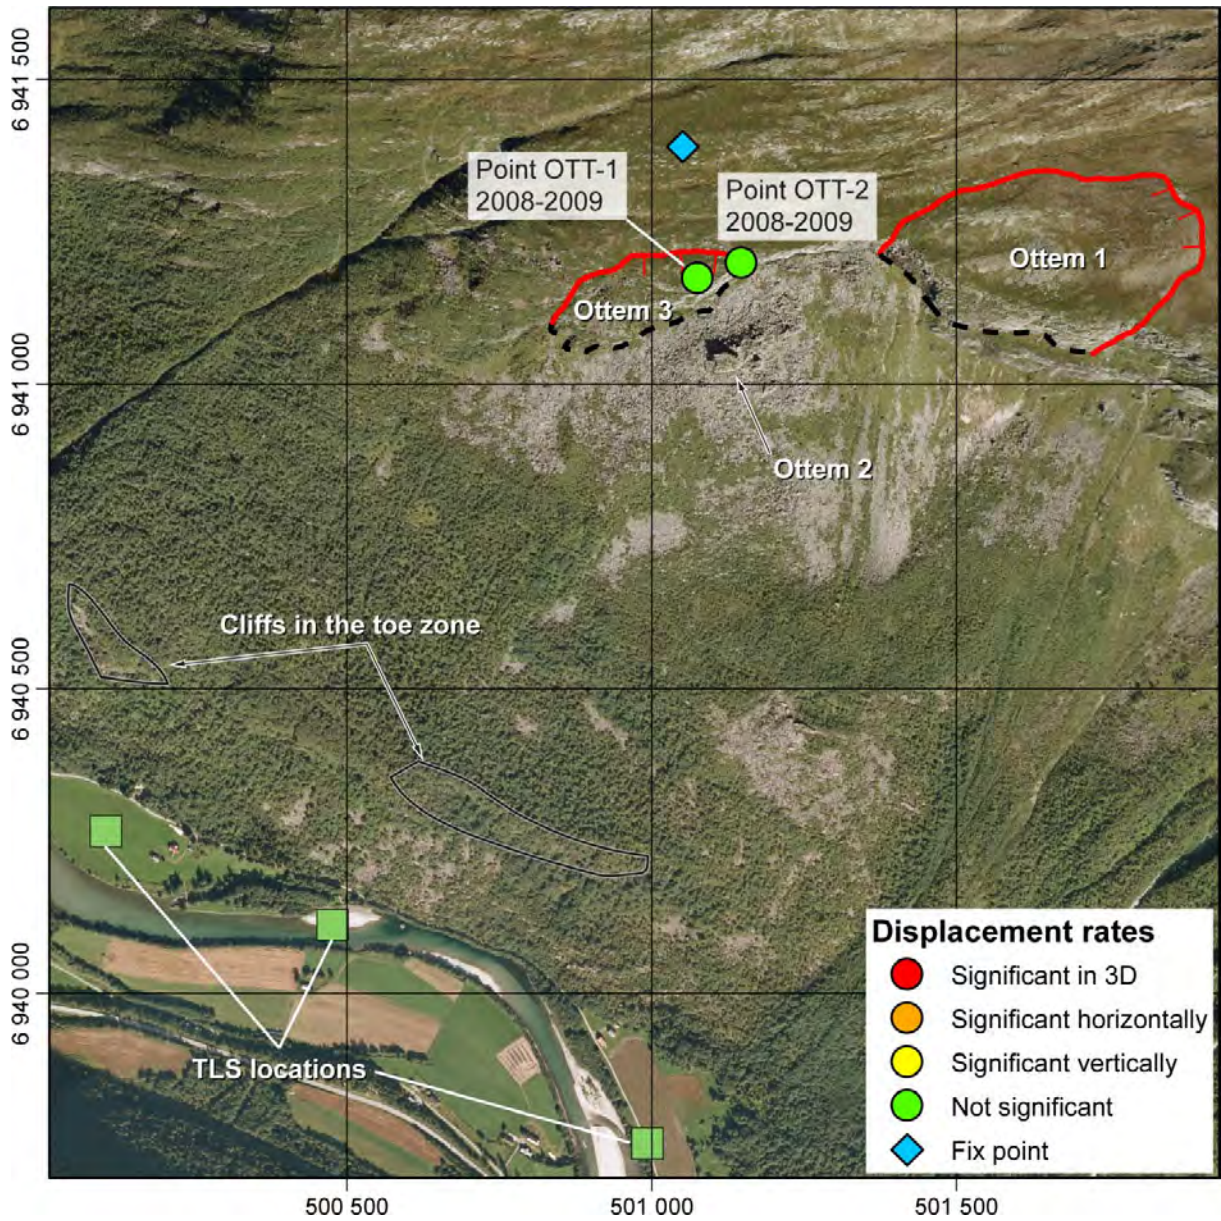 6 941 500
Point OTT-1
2008-2009
Point OTT-2
2008-2009
Ottem 1
Ottem 3
6 941 000
Ottem 2
Cliffs in the toe zone
6 940 500
Displacement rates
Significant in 3D
Significant horizontally
Significant vertically
Not significant
Fix point
6 940 000
TLS locations
500 500
501 000
501 500